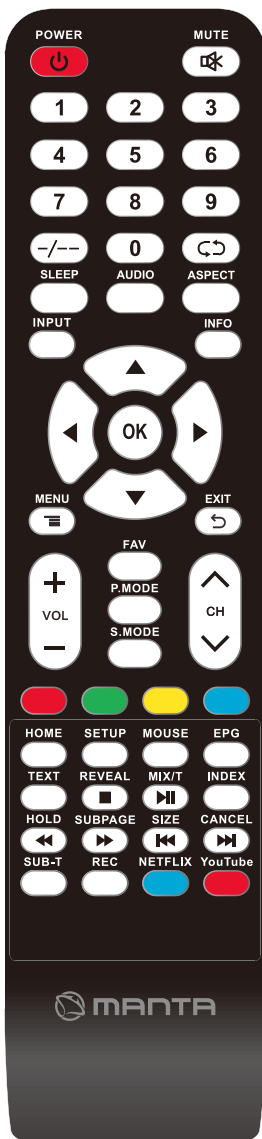 POWER MUTE
1 2 3
4 5 6
7 8 9
-/-- 0
SLEEP AUDIO ASPECT
INPUT INFO
OK
MENU EXIT
FAV
+ P.MODE
VOL CH
- S.MODE
HOME SETUP MOUSE EPG
TEXT REVEAL MIX/T INDEX
HOLD SUBPAGE SIZE CANCEL
SUB-T REC NETFLIX YouTube
MANTA